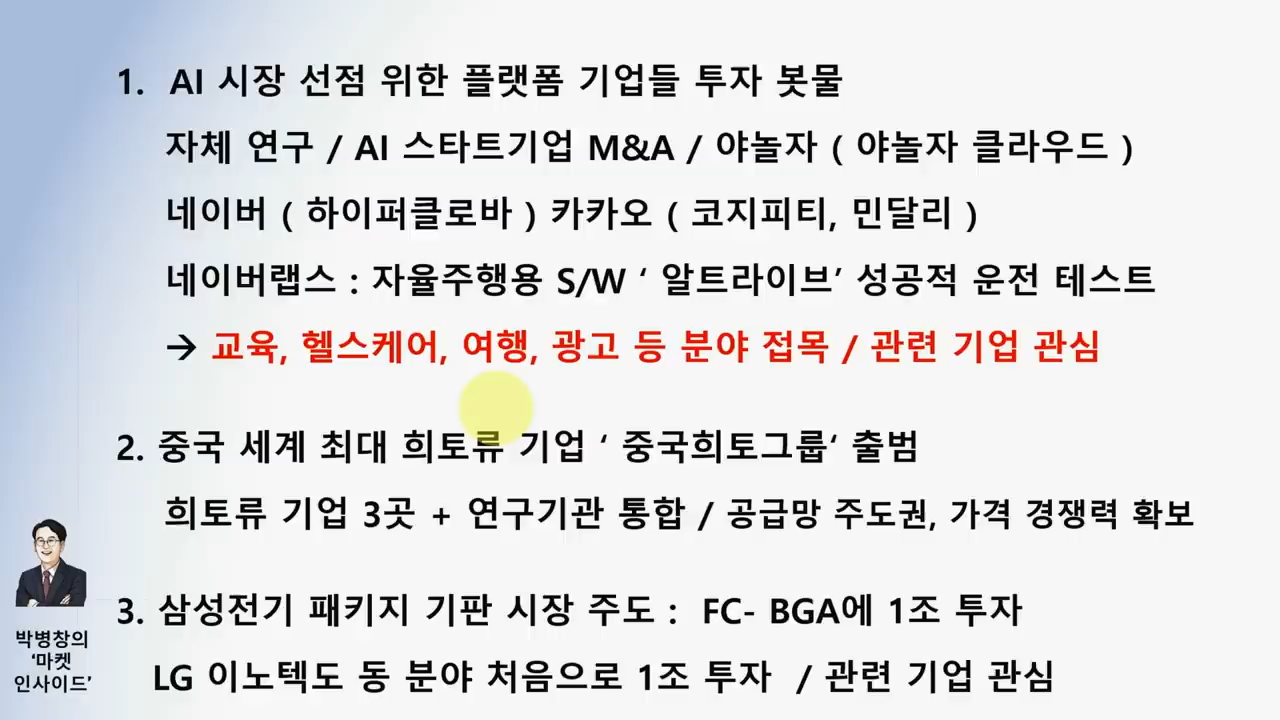 1. AI 시장 선점 위한 플랫폼 기업들 투자 봇물
자체 연구 / AI 스타트기업 M&A / 야놀자 ( 야놀자 클라우드 )
네이버 ( 하이퍼클로바 ) 카카오 ( 코지피티, 민달리 )
네이버랩스 : 자율주행용 S/W ‘ 알트라이브’ 성공적 운전 테스트
→ 교육, 헬스케어, 여행, 광고 등 분야 접목 / 관련 기업 관심
2. 중국 세계 최대 희토류 기업 ‘ 중국희토그룹‘ 출범
희토류 기업 3곳 + 연구기관 통합 / 공급망 주도권, 가격 경쟁력 확보
3. 삼성전기 패키지 기판 시장 주도 : FC- BGA에 1조 투자
LG 이노텍도 동 분야 처음으로 1조 투자 / 관련 기업 관심
박병창의
‘마켓
인사이드’